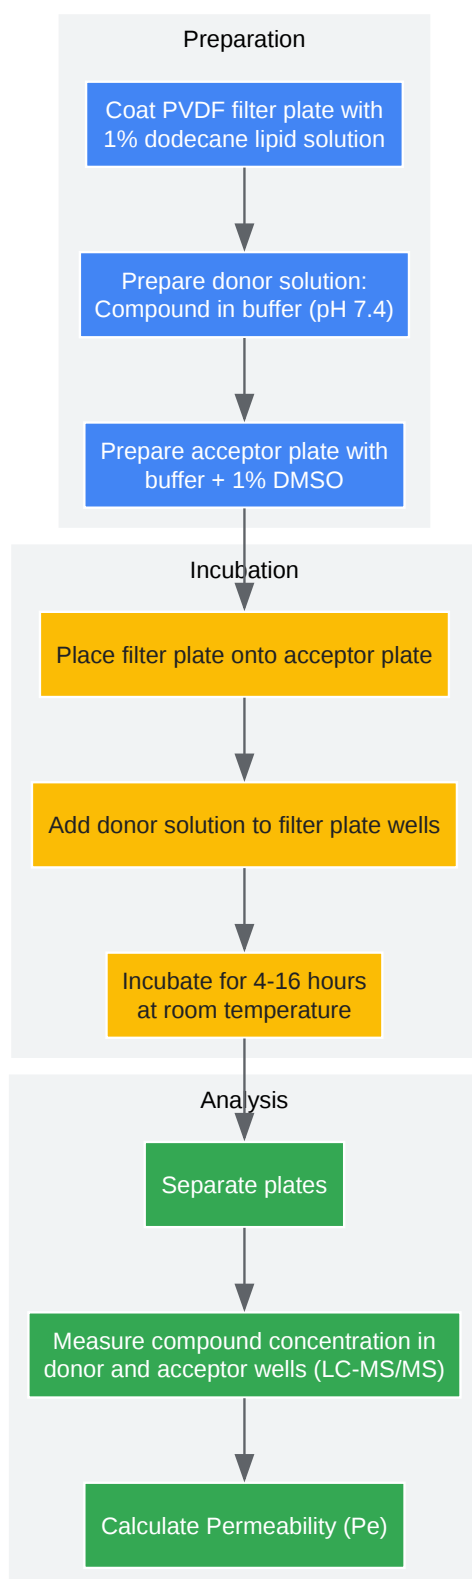 Preparation
Coat PVDF filter plate with
1% dodecane lipid solution
Prepare donor solution:
Compound in buffer (pH 7.4)
Prepare acceptor plate with
buffer + 1% DMSO
Incubation
Place filter plate onto acceptor plate
Add donor solution to filter plate wells
Incubate for 4-16 hours
at room temperature
Analysis
Separate plates
Measure compound concentration in
donor and acceptor wells (LC-MS/MS)
Calculate Permeability (Pe)